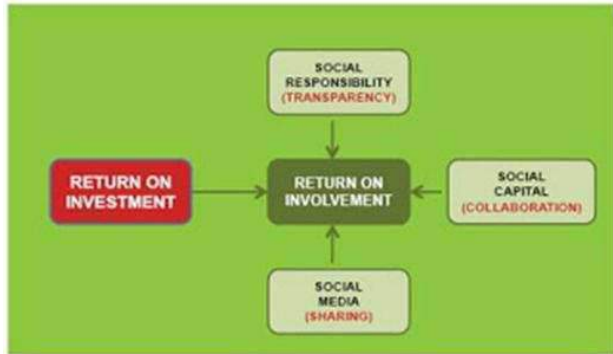 SOCIAL
RESPONSIBILITY
(TRANSPARENCY)
RETURN ON
INVESTMENT
RETURN ON
INVOLVEMENT
SOCIAL
CAPITAL
(COLLABORATION)
SOCIAL
MEDIA
(SHARING)